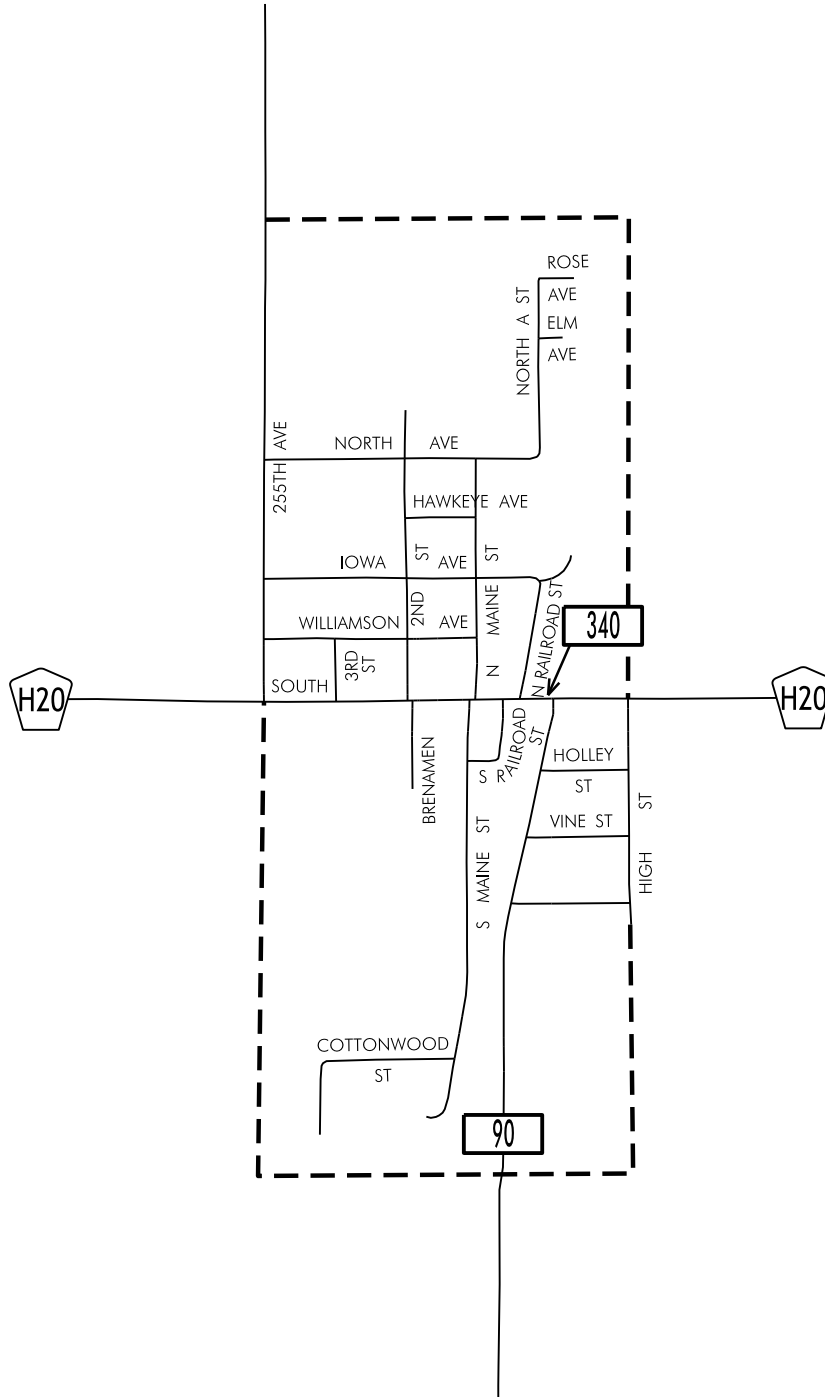 ROSE
AVE
ELM
AVE
NORTH A ST
255TH AVE
NORTH AVE
HAWKEYE AVE
IOWA AVE
2ND ST
N MAINE ST
N RAILROAD ST
340
WILLIAMSON AVE
3RD
ST
SOUTH
H20
H20
BRENAMEN
S RAILROAD
ST
HOLLEY
ST
VINE ST
HIGH ST
S MAINE ST
COTTONWOOD
ST
90